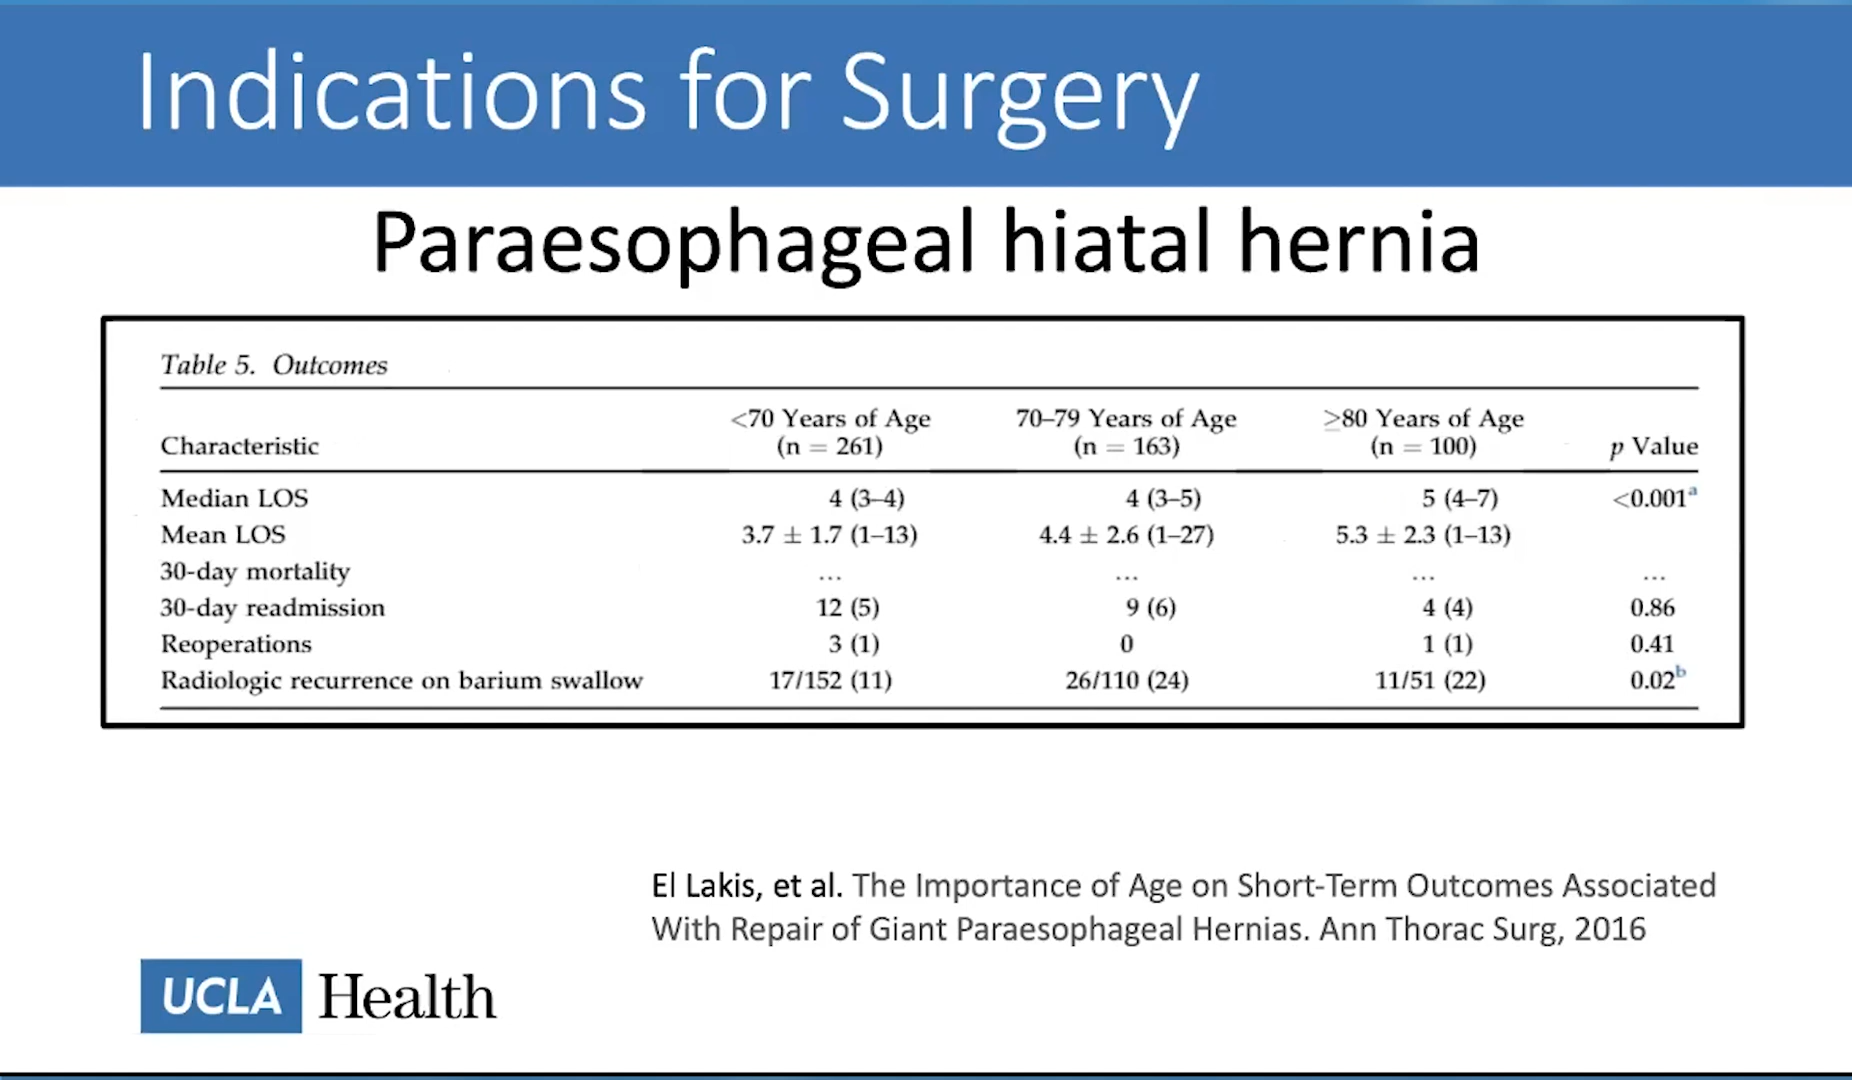 Indications for Surgery
Paraesophageal hiatal hernia
Table 5. Outcomes
Characteristic <70 Years of Age (n = 261) 70–79 Years of Age (n = 163) ≥80 Years of Age (n = 100) p Value
Median LOS 4 (3–4) 4 (3–5) 5 (4–7) <0.001a
Mean LOS 3.7 ± 1.7 (1–13) 4.4 ± 2.6 (1–27) 5.3 ± 2.3 (1–13)
30-day mortality ... ... ... ...
30-day readmission 12 (5) 9 (6) 4 (4) 0.86
Reoperations 3 (1) 0 1 (1) 0.41
Radiologic recurrence on barium swallow 17/152 (11) 26/110 (24) 11/51 (22) 0.02b
El Lakis, et al. The Importance of Age on Short-Term Outcomes Associated
With Repair of Giant Paraesophageal Hernias. Ann Thorac Surg, 2016
UCLA Health